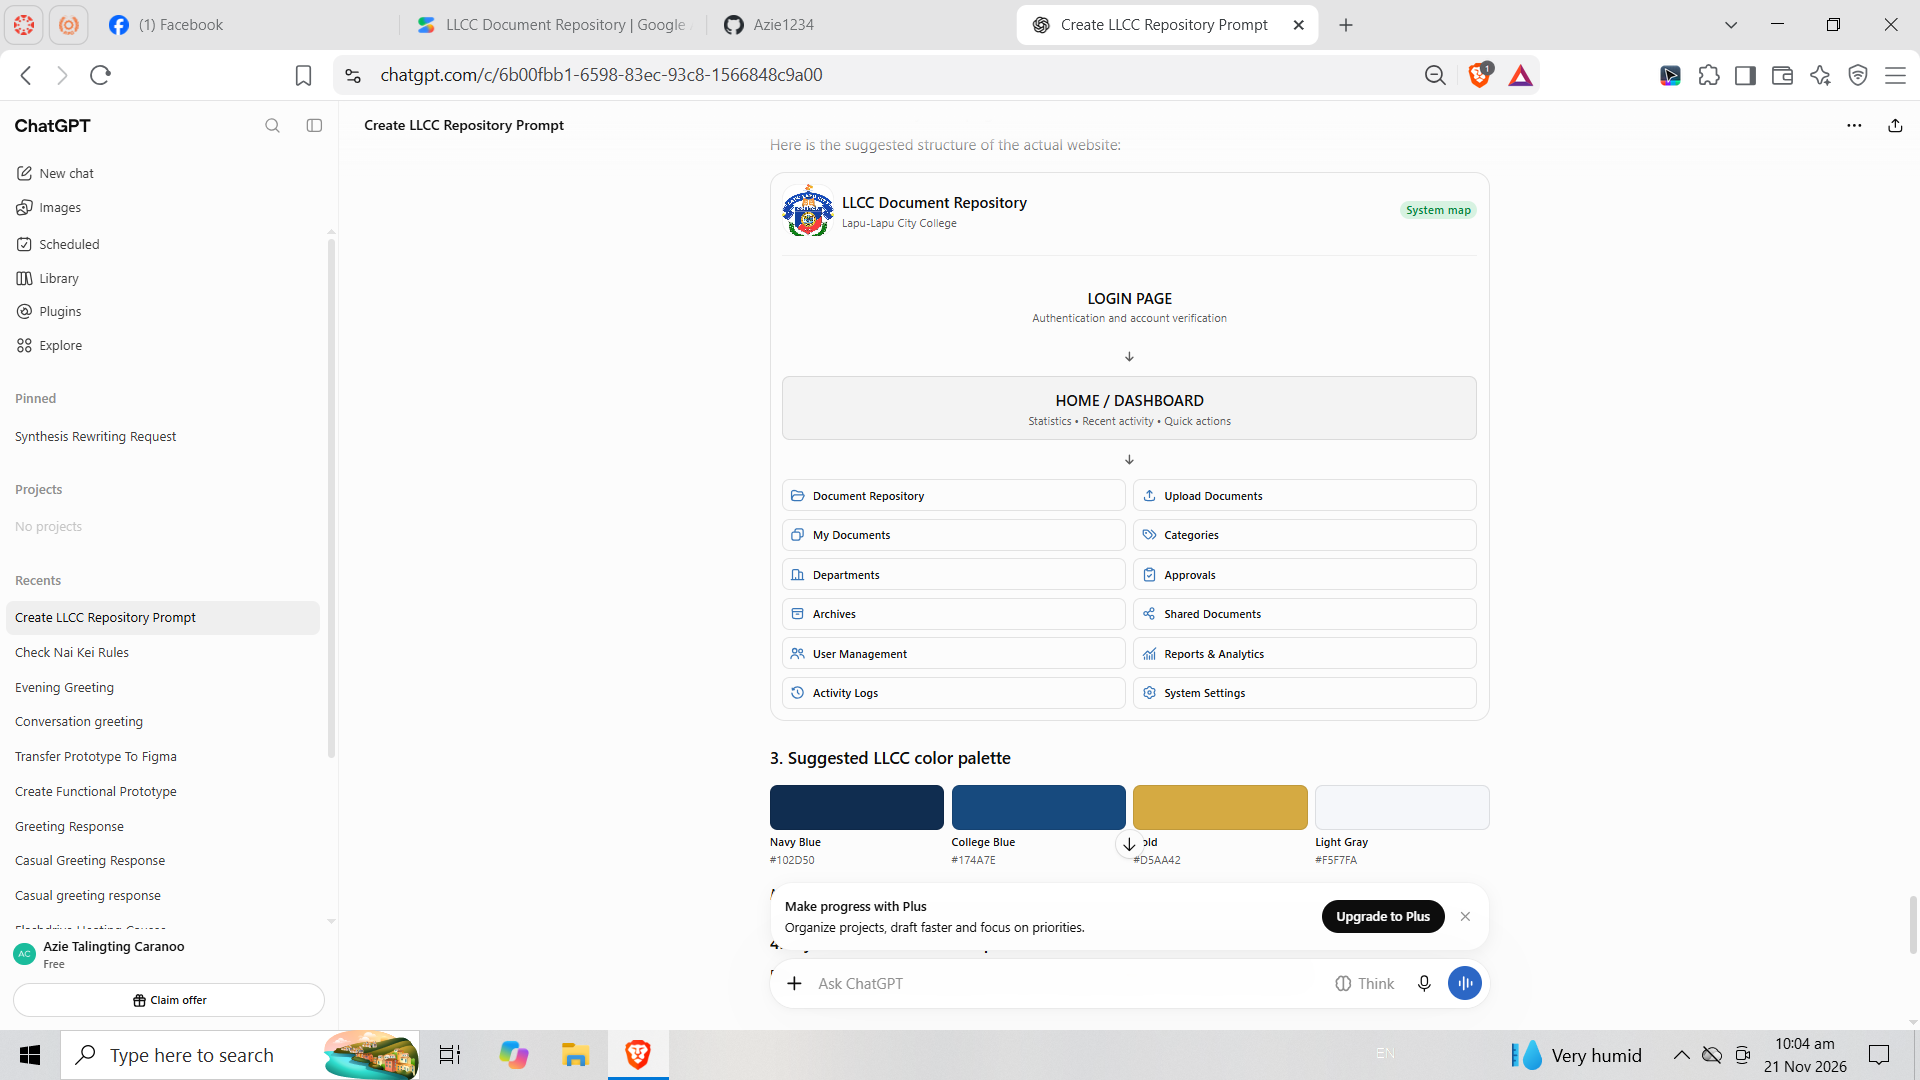 (1) Facebook
LLCC Document Repository | Google
Azie1234
Create LLCC Repository Prompt
chatgpt.com/c/6b00fbb1-6598-83ec-93c8-1566848c9a00
1
ChatGPT
New chat
Images
Scheduled
Library
Plugins
Explore
Pinned
Synthesis Rewriting Request
Projects
No projects
Recents
Create LLCC Repository Prompt
Check Nai Kei Rules
Evening Greeting
Conversation greeting
Transfer Prototype To Figma
Create Functional Prototype
Greeting Response
Casual Greeting Response
Casual greeting response
AC
Azie Talingting Caranoo
Free
Claim offer
Create LLCC Repository Prompt
Here is the suggested structure of the actual website:
LLCC Document Repository
Lapu-Lapu City College
System map
LOGIN PAGE
Authentication and account verification
HOME / DASHBOARD
Statistics • Recent activity • Quick actions
Document Repository
Upload Documents
My Documents
Categories
Departments
Approvals
Archives
Shared Documents
User Management
Reports & Analytics
Activity Logs
System Settings
3. Suggested LLCC color palette
Navy Blue
#102D50
College Blue
#174A7E
old
#D5AA42
Light Gray
#F5F7FA
Make progress with Plus
Organize projects, draft faster and focus on priorities.
Upgrade to Plus
Ask ChatGPT
Think
Type here to search
EN
Very humid
10:04 am
21 Nov 2026